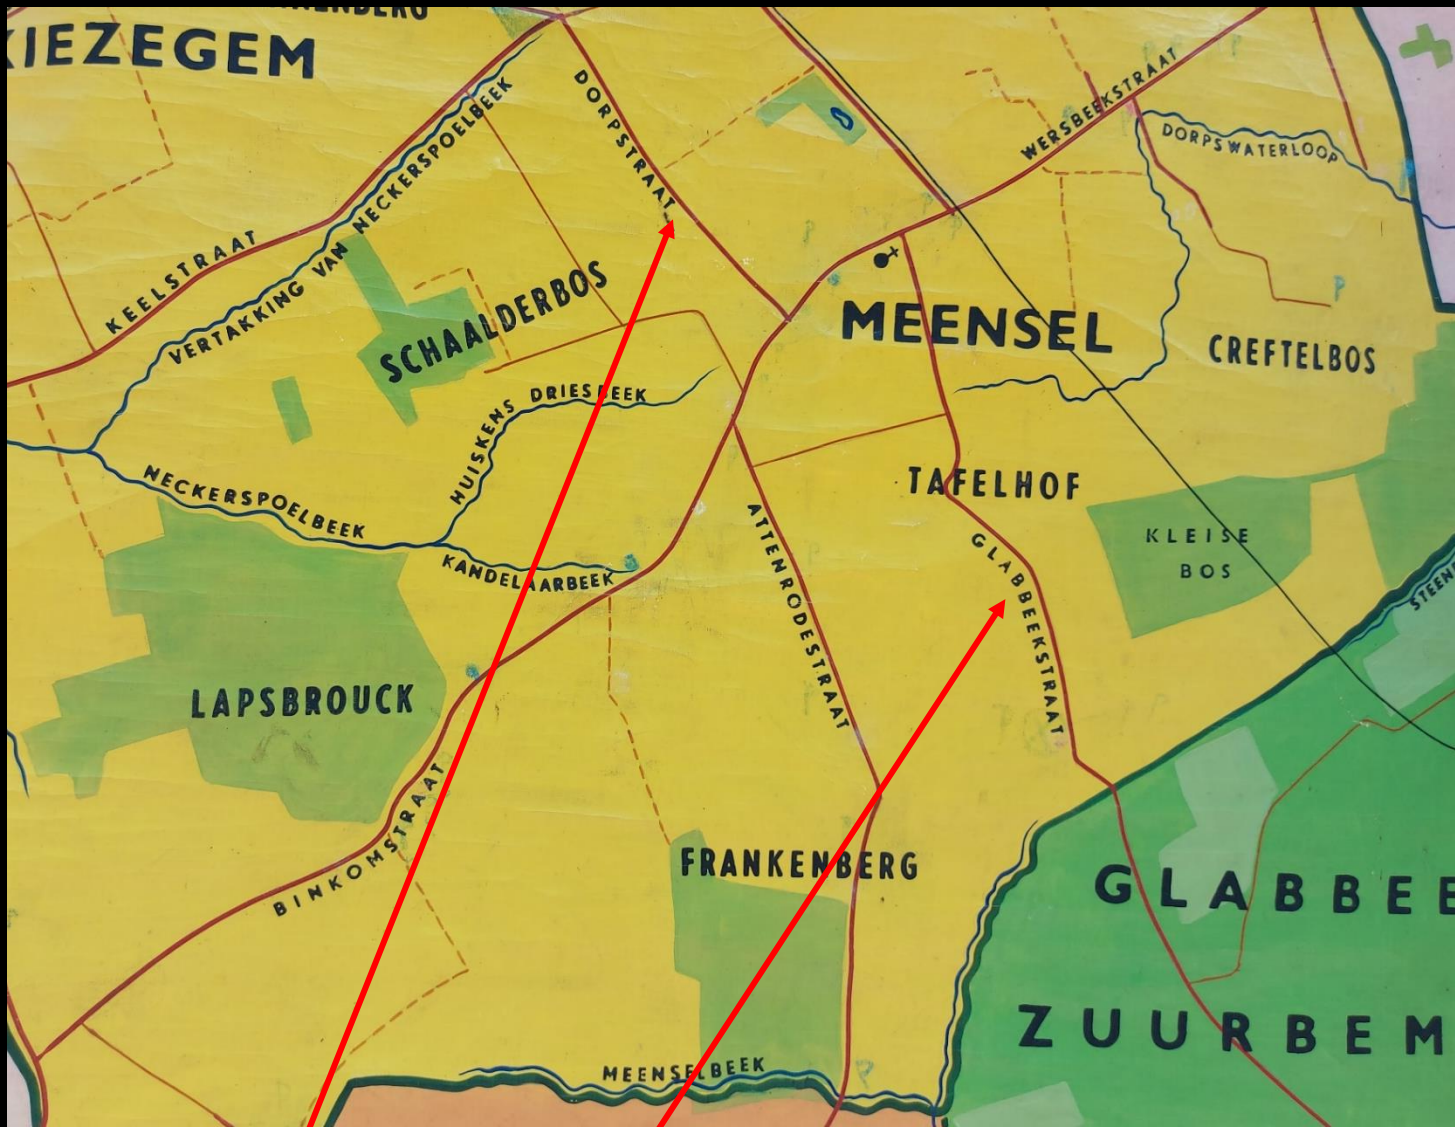 KIEZEGEM
DORPSTRAAT
WERSBEEKSTRAAT
DORPSWATERLOOP
VERTAKKING VAN NECKERSPOELBEEK
KEELSTRAAT
SCHAALDERBOS
MEENSEL
CREFTELBOS
HUISKENS DRIESBEEK
NECKERSPOELBEEK
TAFELHOF
KANDELAARBEEK
ATTENRODESTRAAT
GLABBEEKSTRAAT
KLEISE
BOS
LAPSBROUCK
BINKOMSTRAAT
FRANKENBERG
GLABBEE
ZUURBEM
MEENSELBEEK